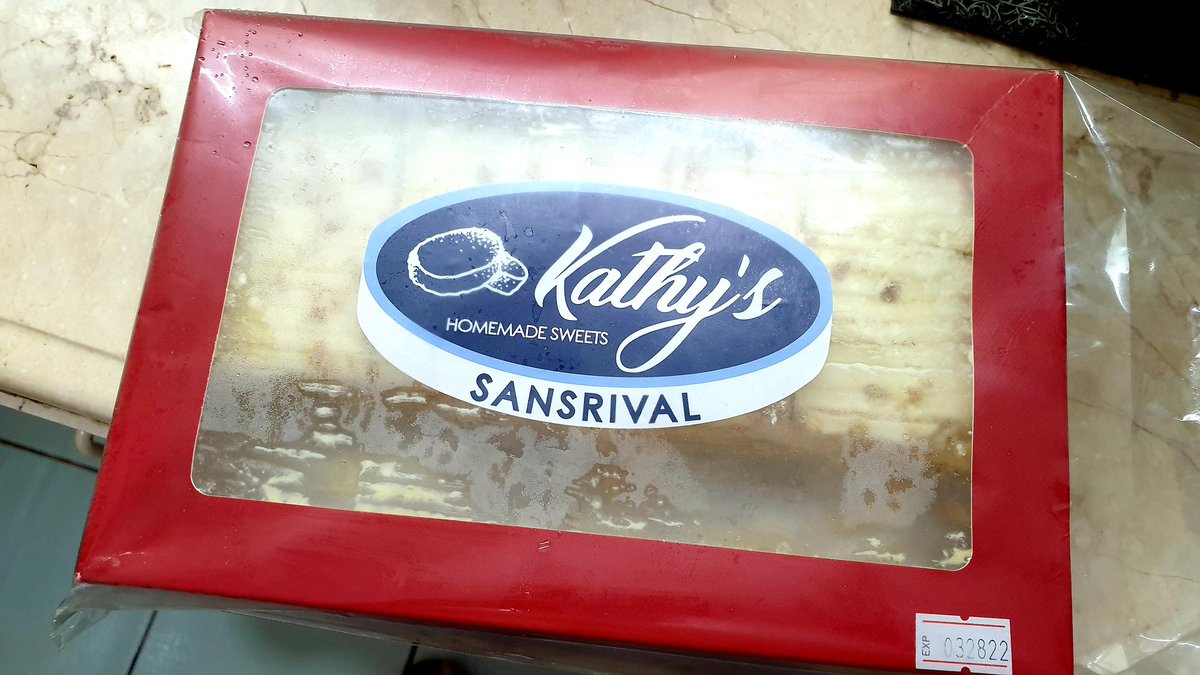 Kathy's
HOMEMADE SWEETS
SANSRIVAL
EXP 032822